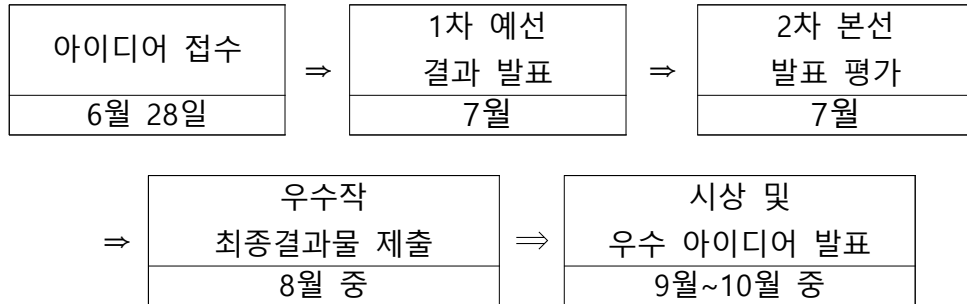 아이디어 접수
6월 28일
⇒
1차 예선
결과 발표
7월
⇒
2차 본선
발표 평가
7월
⇒
우수작
최종결과물 제출
8월 중
⇒
시상 및
우수 아이디어 발표
9월~10월 중